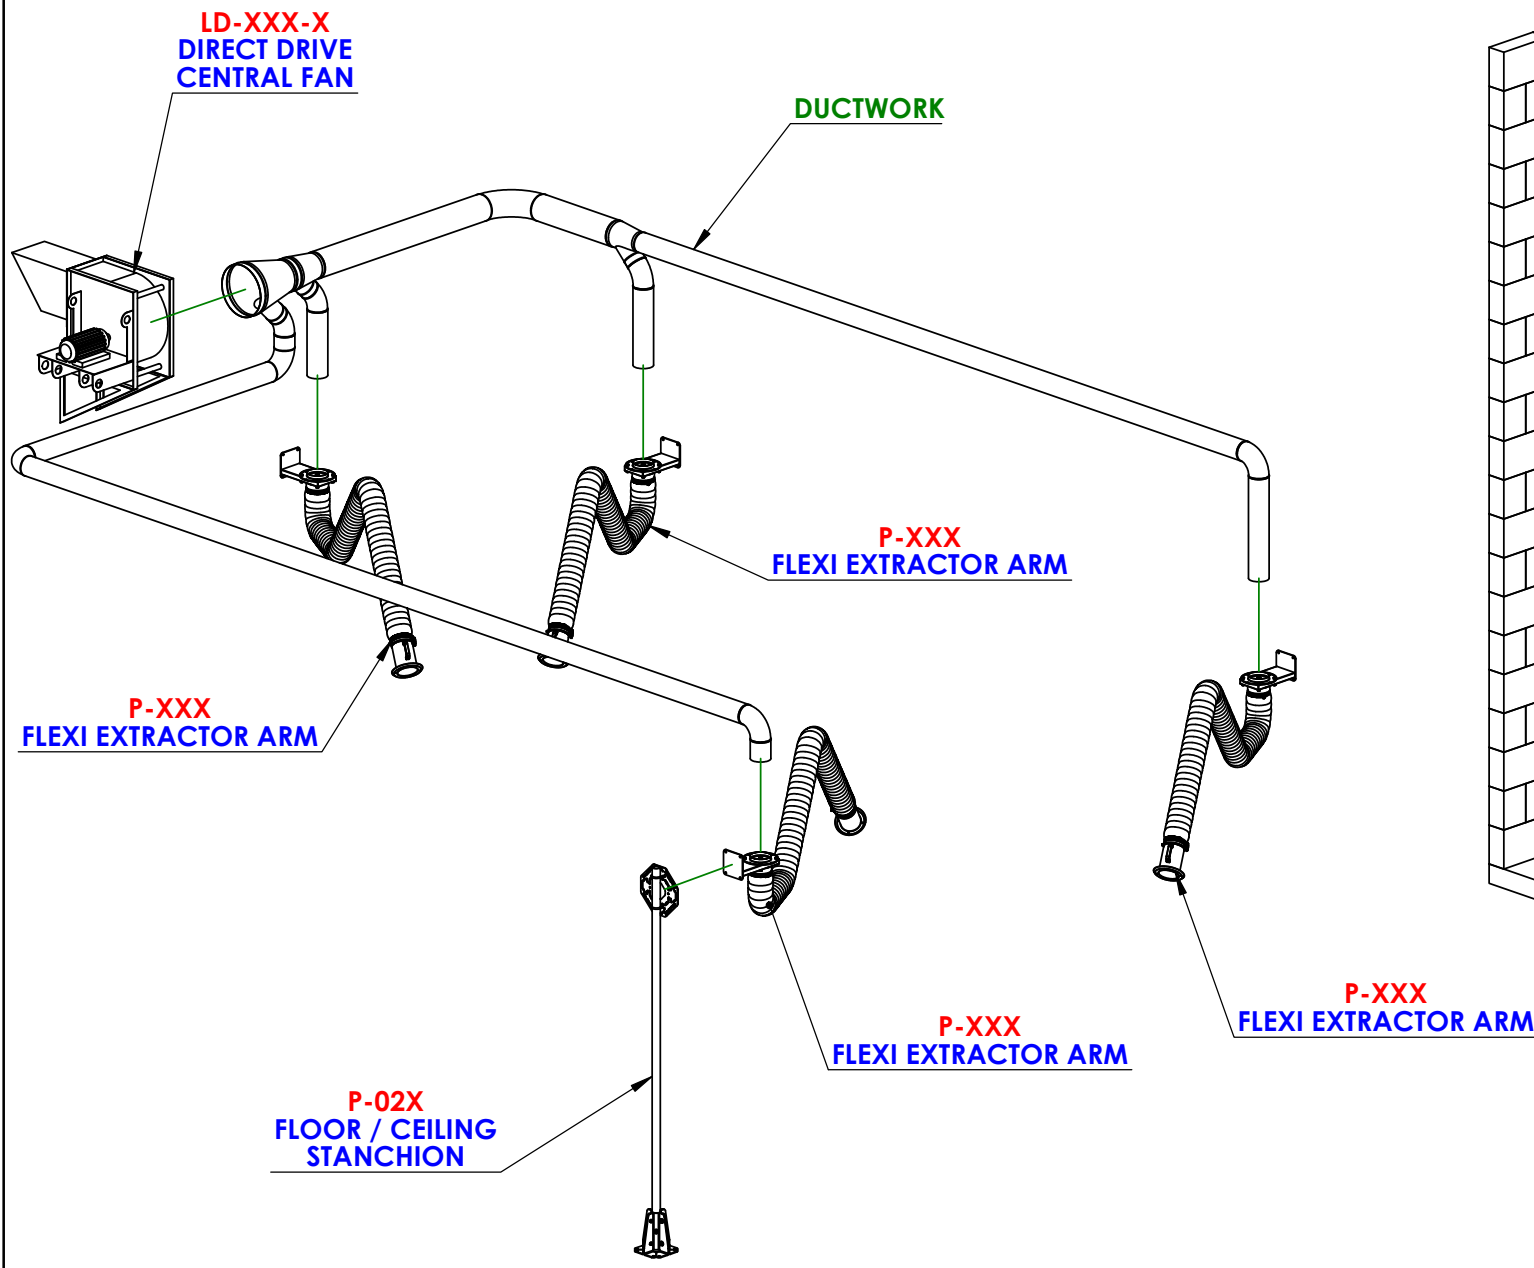 LD-XXX-X
DIRECT DRIVE
CENTRAL FAN
DUCTWORK
P-XXX
FLEXI EXTRACTOR ARM
P-XXX
FLEXI EXTRACTOR ARM
P-XXX
FLEXI EXTRACTOR ARM
P-XXX
FLEXI EXTRACTOR ARM
P-02X
FLOOR / CEILING
STANCHION